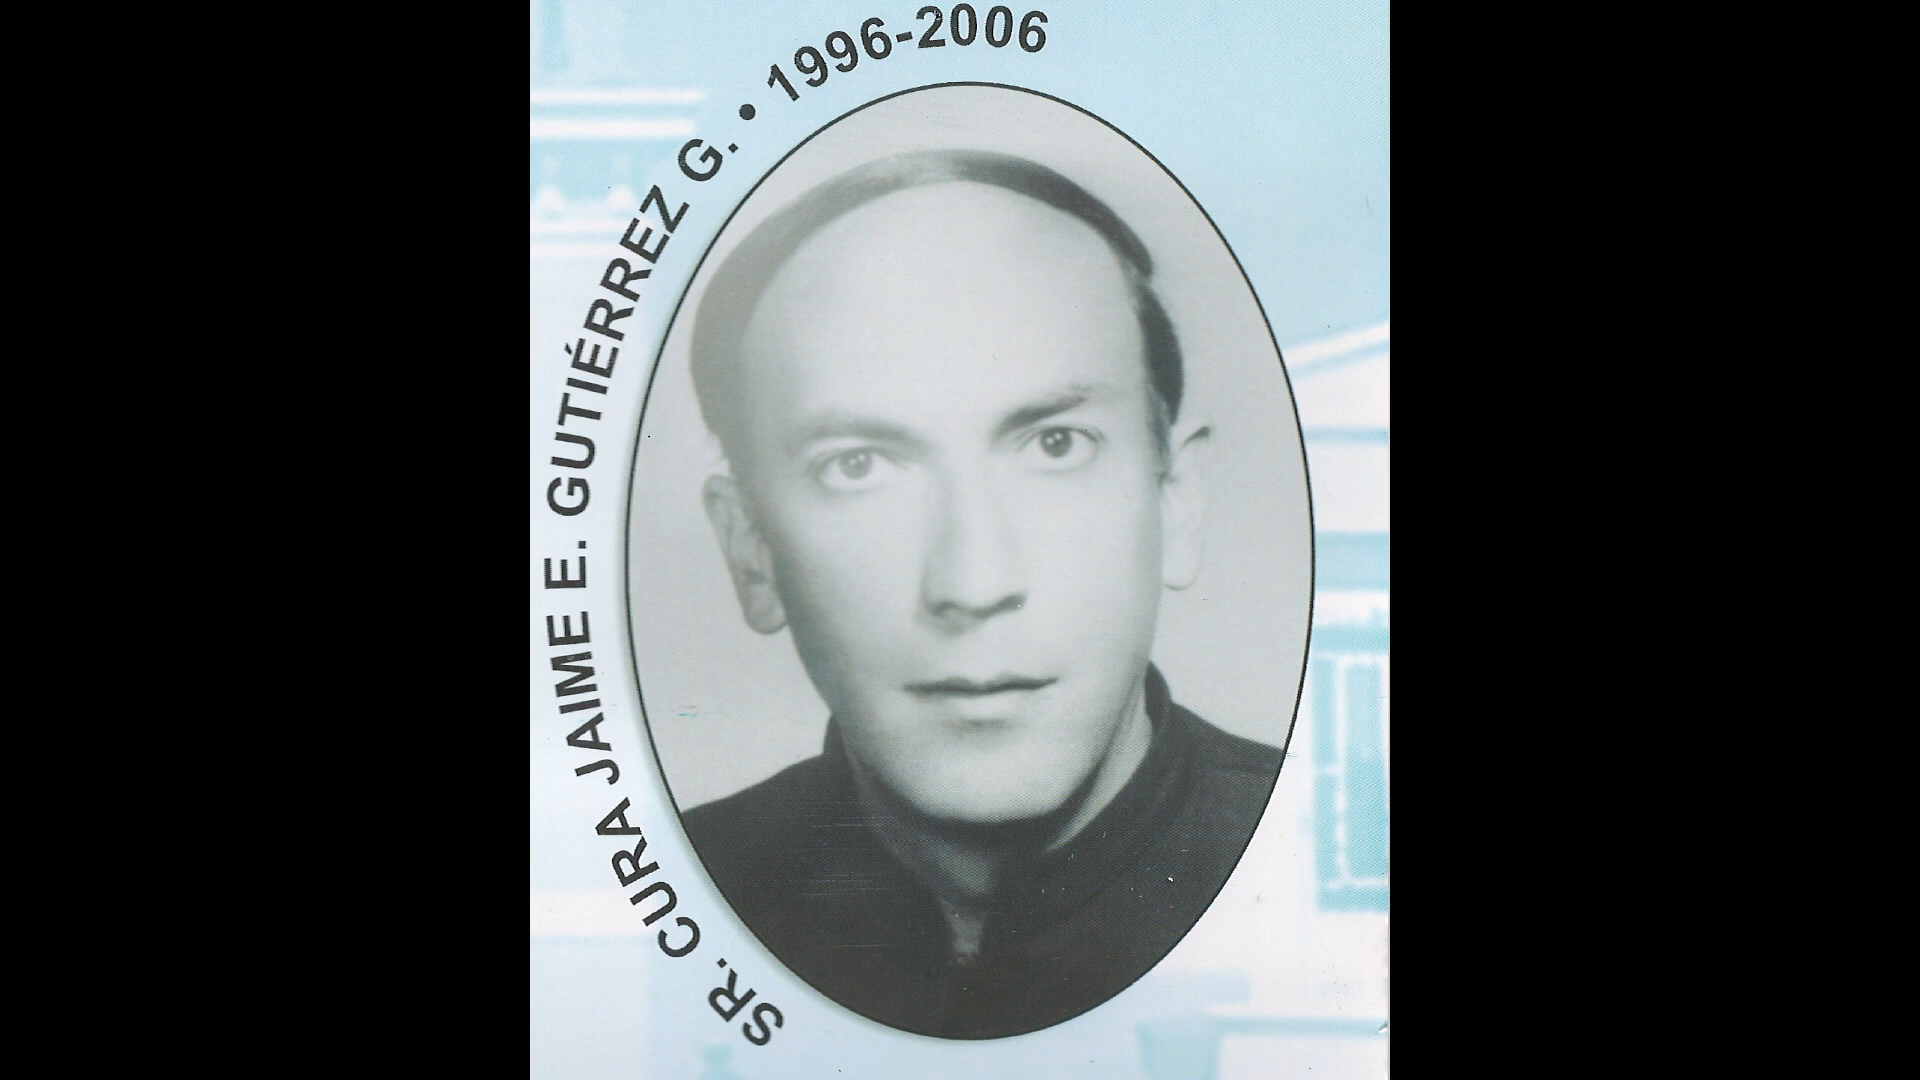 SR. CURA JAIME E. GUTIÉRREZ G. • 1996-2006